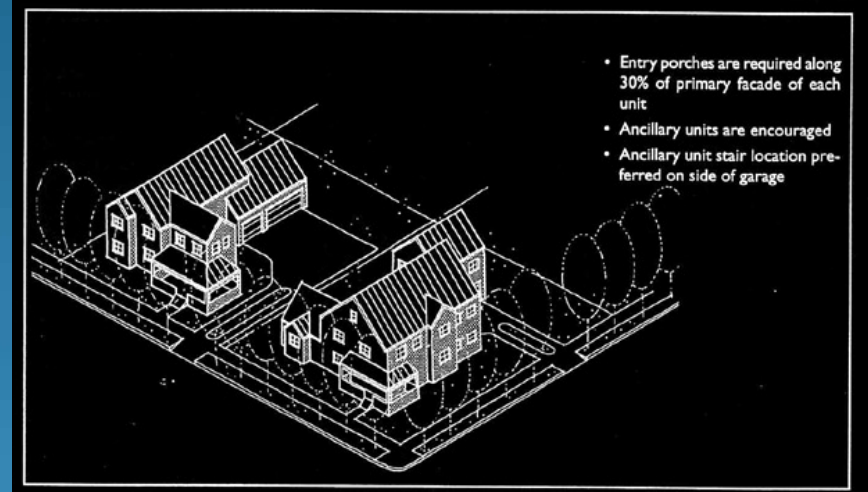 • Entry porches are required along
30% of primary facade of each
unit
• Ancillary units are encouraged
• Ancillary unit stair location pre-
ferred on side of garage